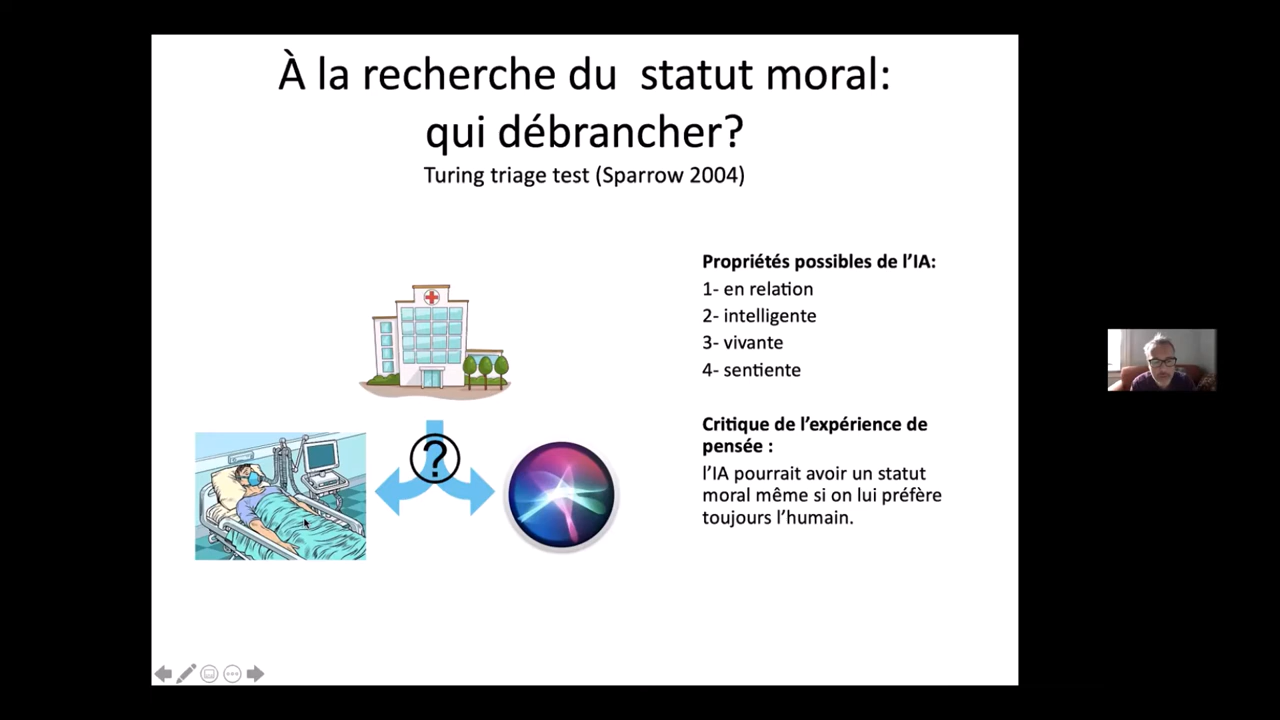 À la recherche du  statut moral:
qui débrancher?
Turing triage test (Sparrow 2004)
Propriétés possibles de l’IA:
1- en relation
2- intelligente
3- vivante
4- sentiente
Critique de l’expérience de
pensée :
l’IA pourrait avoir un statut
moral même si on lui préfère
toujours l’humain.
?